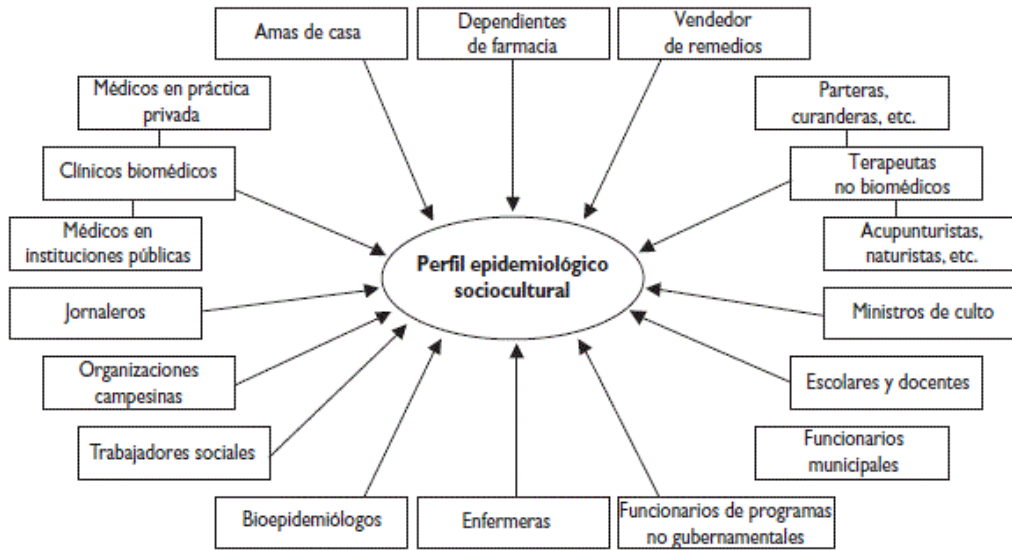 Amas de casa
Dependientes
de farmacia
Vendedor
de remedios
Médicos en práctica
privada
Parteras,
curanderas, etc.
Clínicos biomédicos
Terapeutas
no biomédicos
Médicos en
instituciones públicas
Acupunturistas,
naturistas, etc.
Perfil epidemiológico
sociocultural
Jornaleros
Ministros de culto
Organizaciones
campesinas
Escolares y docentes
Trabajadores sociales
Funcionarios
municipales
Bioepidemiólogos
Enfermeras
Funcionarios de programas
no gubernamentales